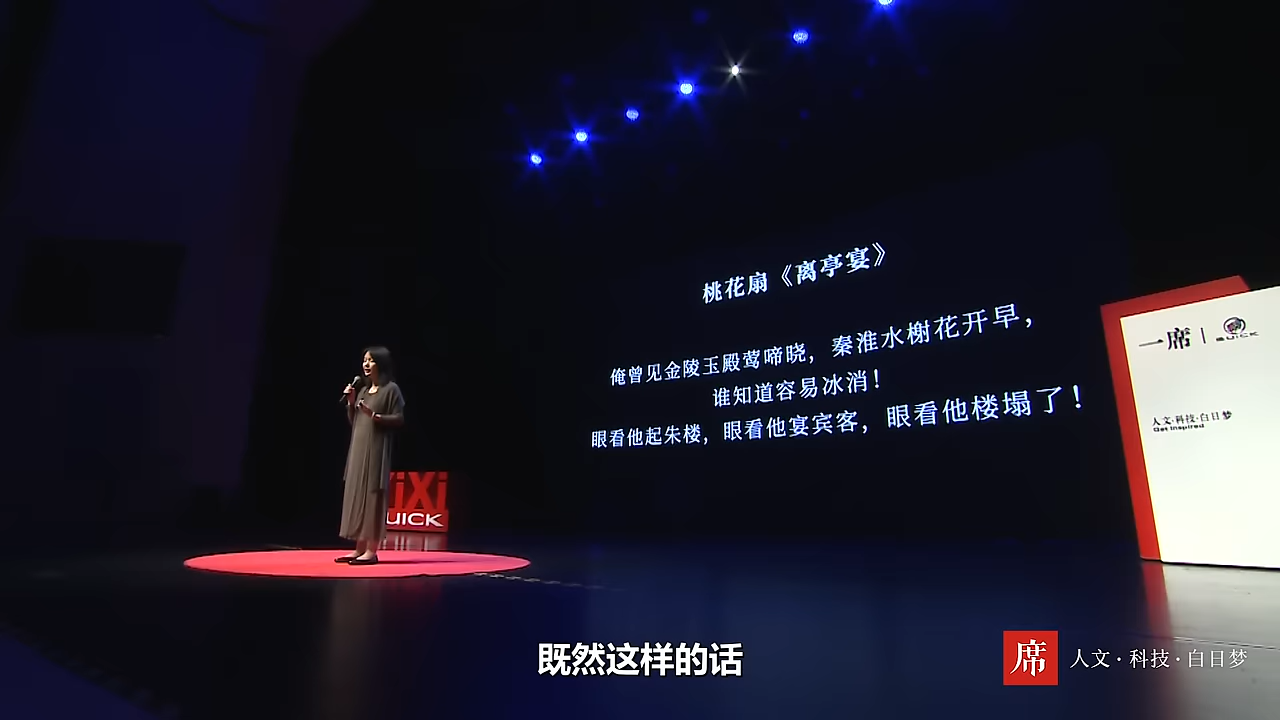 桃花扇《离亭宴》
俺曾见金陵玉殿莺啼晓，秦淮水榭花开早，
谁知道容易冰消！
眼看他起朱楼，眼看他宴宾客，眼看他楼塌了！
一席 |
人文·科技·白日梦
Get Inspired
iXi
UICK
既然这样的话
席 人文·科技·白日梦